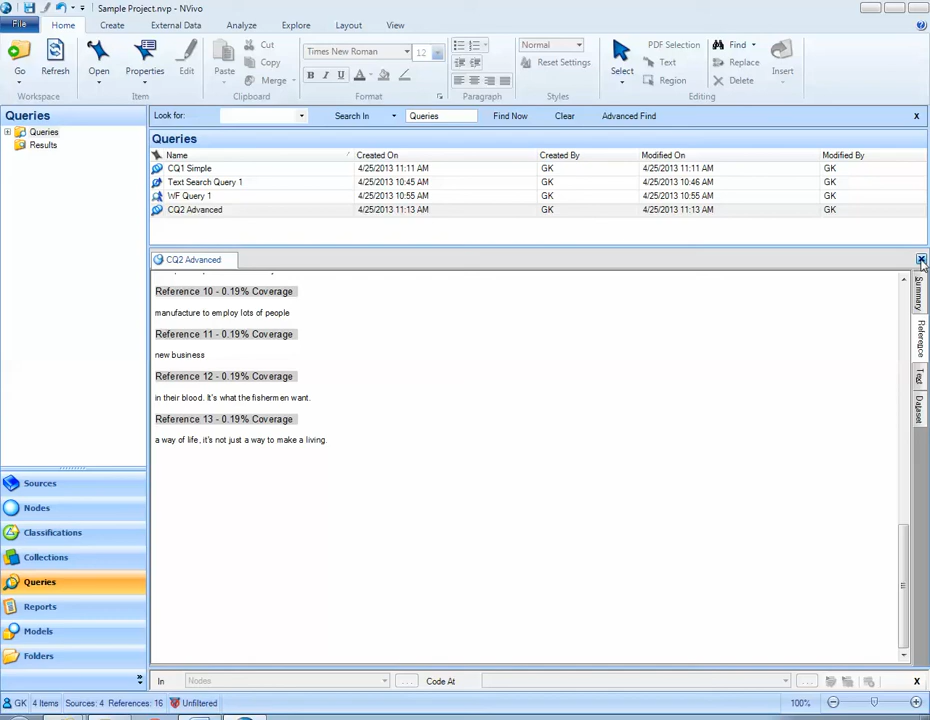 Sample Project.nvp - NVivo
File Home Create External Data Analyze Explore Layout View
Go Refresh Open Properties Edit Paste Cut Copy Merge
Times New Roman 12 B I U
Normal Reset Settings
Select PDF Selection Text Region Find Replace Delete Insert
Workspace Item Clipboard Format Paragraph Styles Editing
Queries
Queries
Results
Look for: Search In Queries Find Now Clear Advanced Find x
Queries
Name Created On Created By Modified On Modified By
CQ1 Simple 4/25/2013 11:11 AM GK 4/25/2013 11:11 AM GK
Text Search Query 1 4/25/2013 10:45 AM GK 4/25/2013 10:46 AM GK
WF Query 1 4/25/2013 10:55 AM GK 4/25/2013 10:55 AM GK
CQ2 Advanced 4/25/2013 11:13 AM GK 4/25/2013 11:13 AM GK
CQ2 Advanced
Reference 10 - 0.19% Coverage
manufacture to employ lots of people
Reference 11 - 0.19% Coverage
new business
Reference 12 - 0.19% Coverage
in their blood. It's what the fishermen want.
Reference 13 - 0.19% Coverage
a way of life, it's not just a way to make a living.
Summary
Reference
Text
Dataset
Sources
Nodes
Classifications
Collections
Queries
Reports
Models
Folders
In Nodes ... Code At ... x
GK 4 Items Sources: 4 References: 16 Unfiltered 100%